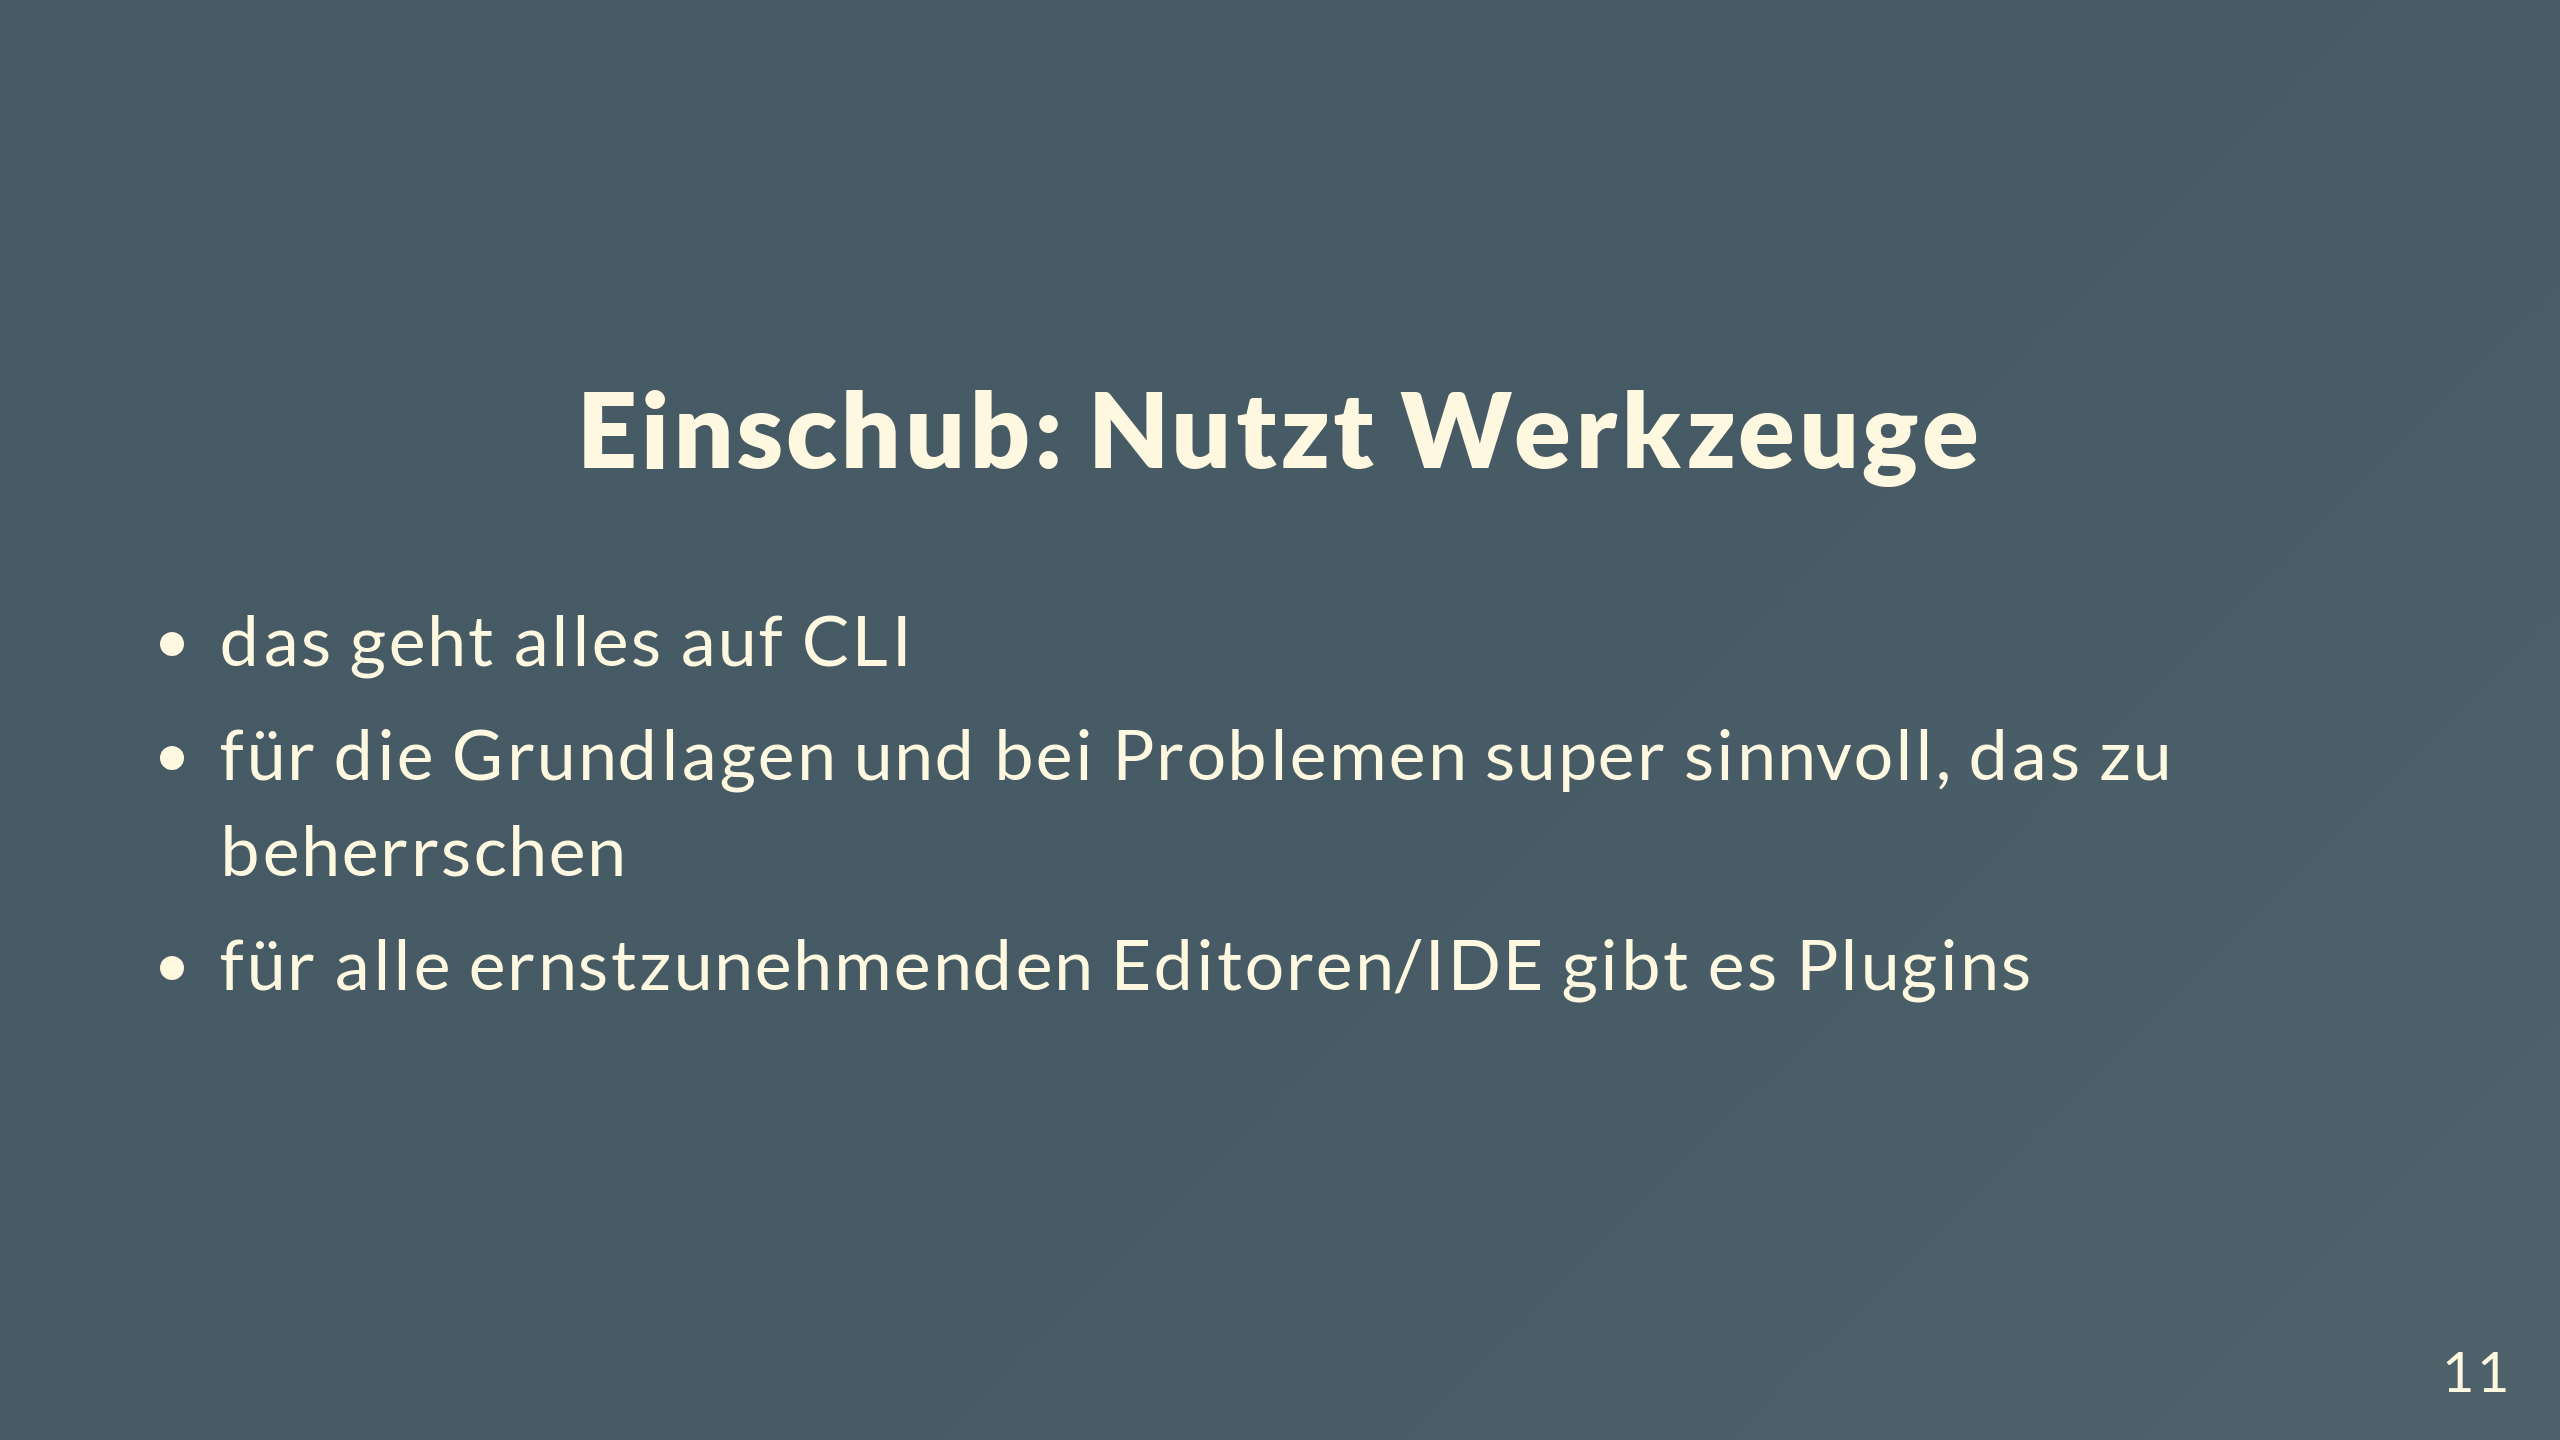 Einschub: Nutzt Werkzeuge
das geht alles auf CLI
für die Grundlagen und bei Problemen super sinnvoll, das zu
beherrschen
für alle ernstzunehmenden Editoren/IDE gibt es Plugins
11